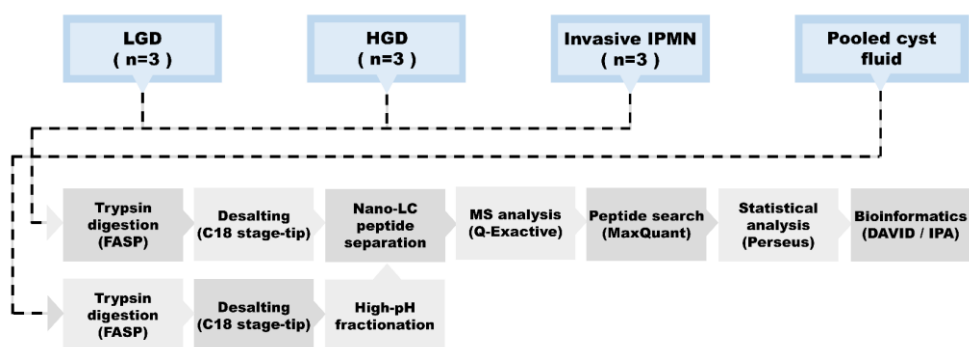 LGD
( n=3 )
HGD
( n=3 )
Invasive IPMN
( n=3 )
Pooled cyst
fluid
Trypsin
digestion
(FASP)
Desalting
(C18 stage-tip)
Nano-LC
peptide
separation
MS analysis
(Q-Exactive)
Peptide search
(MaxQuant)
Statistical
analysis
(Perseus)
Bioinformatics
(DAVID / IPA)
Trypsin
digestion
(FASP)
Desalting
(C18 stage-tip)
High-pH
fractionation